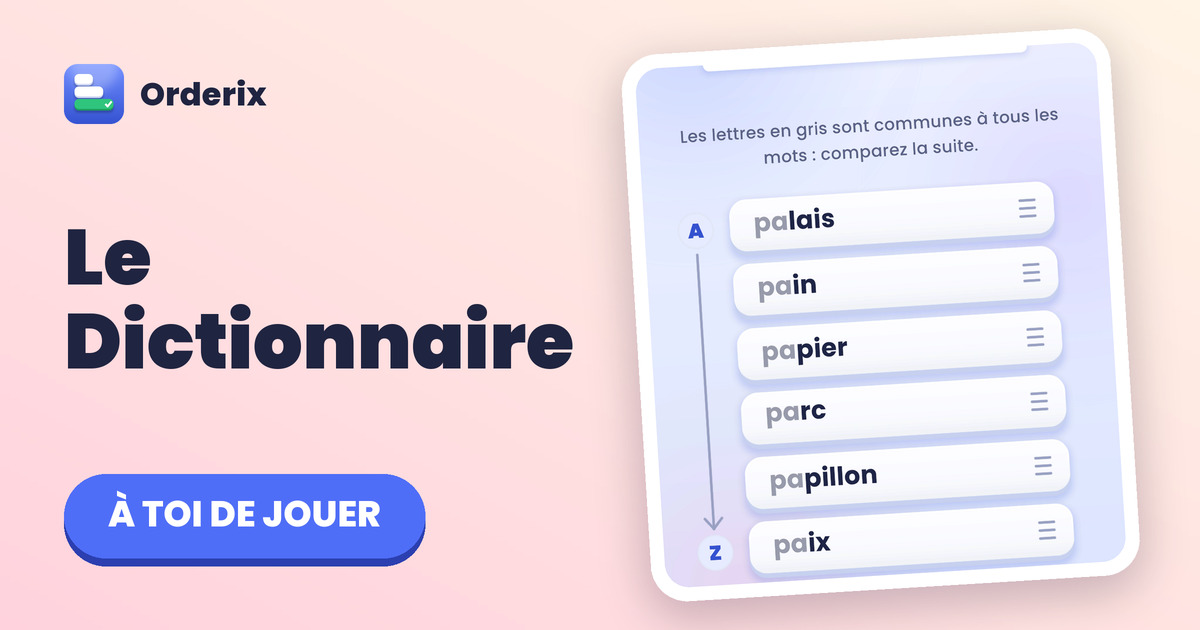 Orderix
Le
Dictionnaire
À TOI DE JOUER
Les lettres en gris sont communes à tous les
mots : comparez la suite.
A
palais
pain
papier
parc
papillon
Z
paix